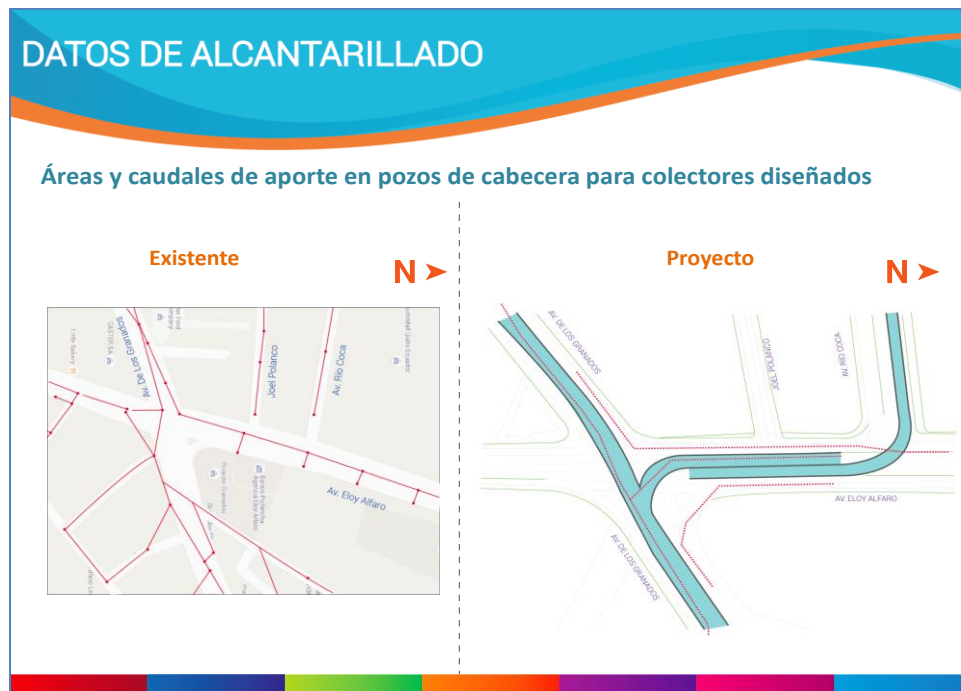 DATOS DE ALCANTARILLADO
Áreas y caudales de aporte en pozos de cabecera para colectores diseñados
Existente
N
Proyecto
N
Av. De Los Granados
Joel Polanco
Av. Río Coca
Av. Eloy Alfaro
AV. DE LOS GRANADOS
JOEL POLANCO
AV. RÍO COCA
AV. ELOY ALFARO
AV. DE LOS GRANADOS